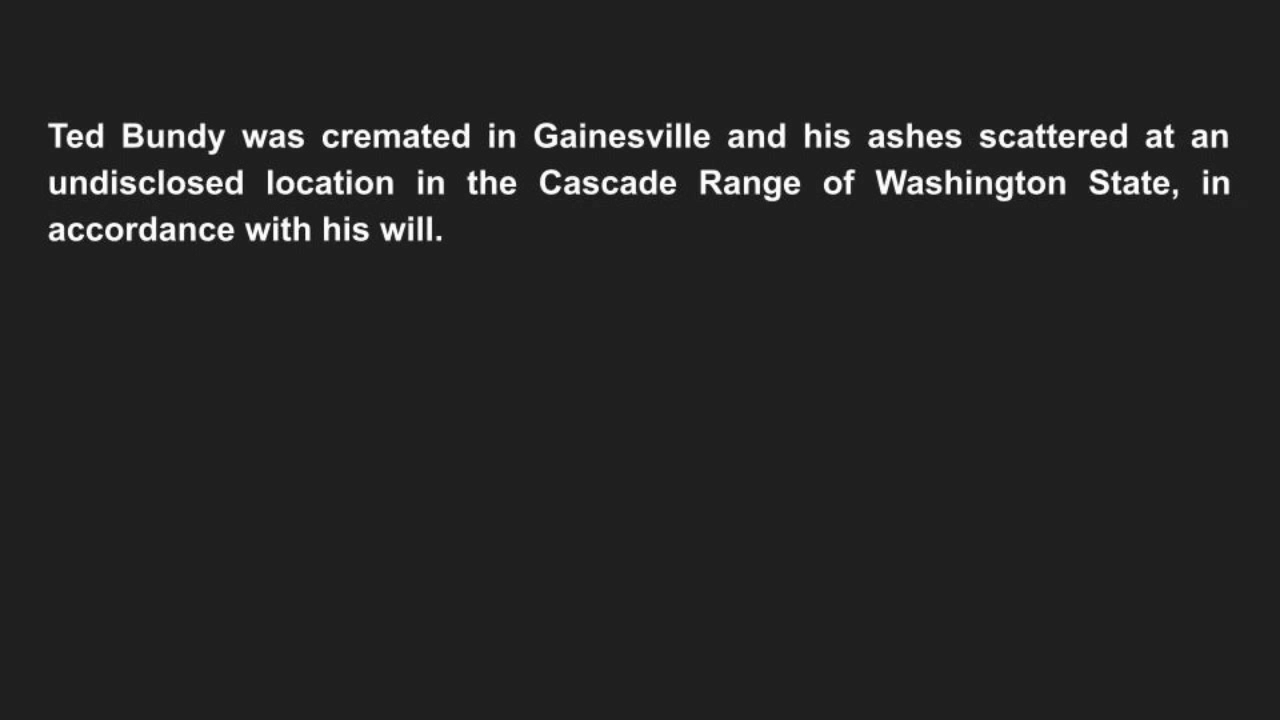 Ted Bundy was cremated in Gainesville and his ashes scattered at an
undisclosed location in the Cascade Range of Washington State, in
accordance with his will.